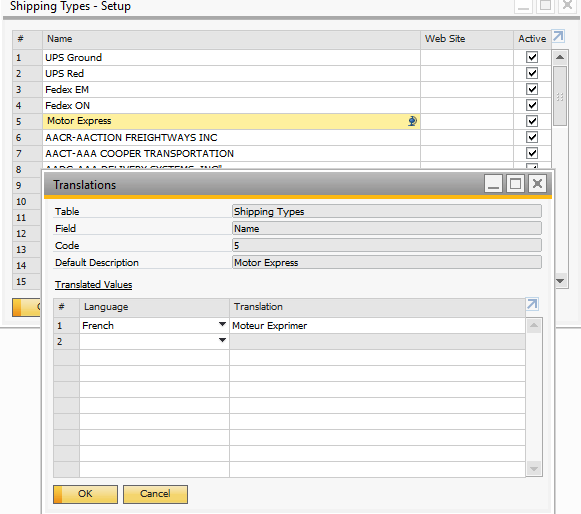 Shipping Types - Setup
# Name Web Site Active
1 UPS Ground
2 UPS Red
3 Fedex EM
4 Fedex ON
5 Motor Express
6 AACR-AACTION FREIGHTWAYS INC
7 AACT-AAA COOPER TRANSPORTATION
8
9
10
11
12
13
14
15
Translations
Table Shipping Types
Field Name
Code 5
Default Description Motor Express
Translated Values
# Language Translation
1 French Moteur Exprimer
2
OK Cancel